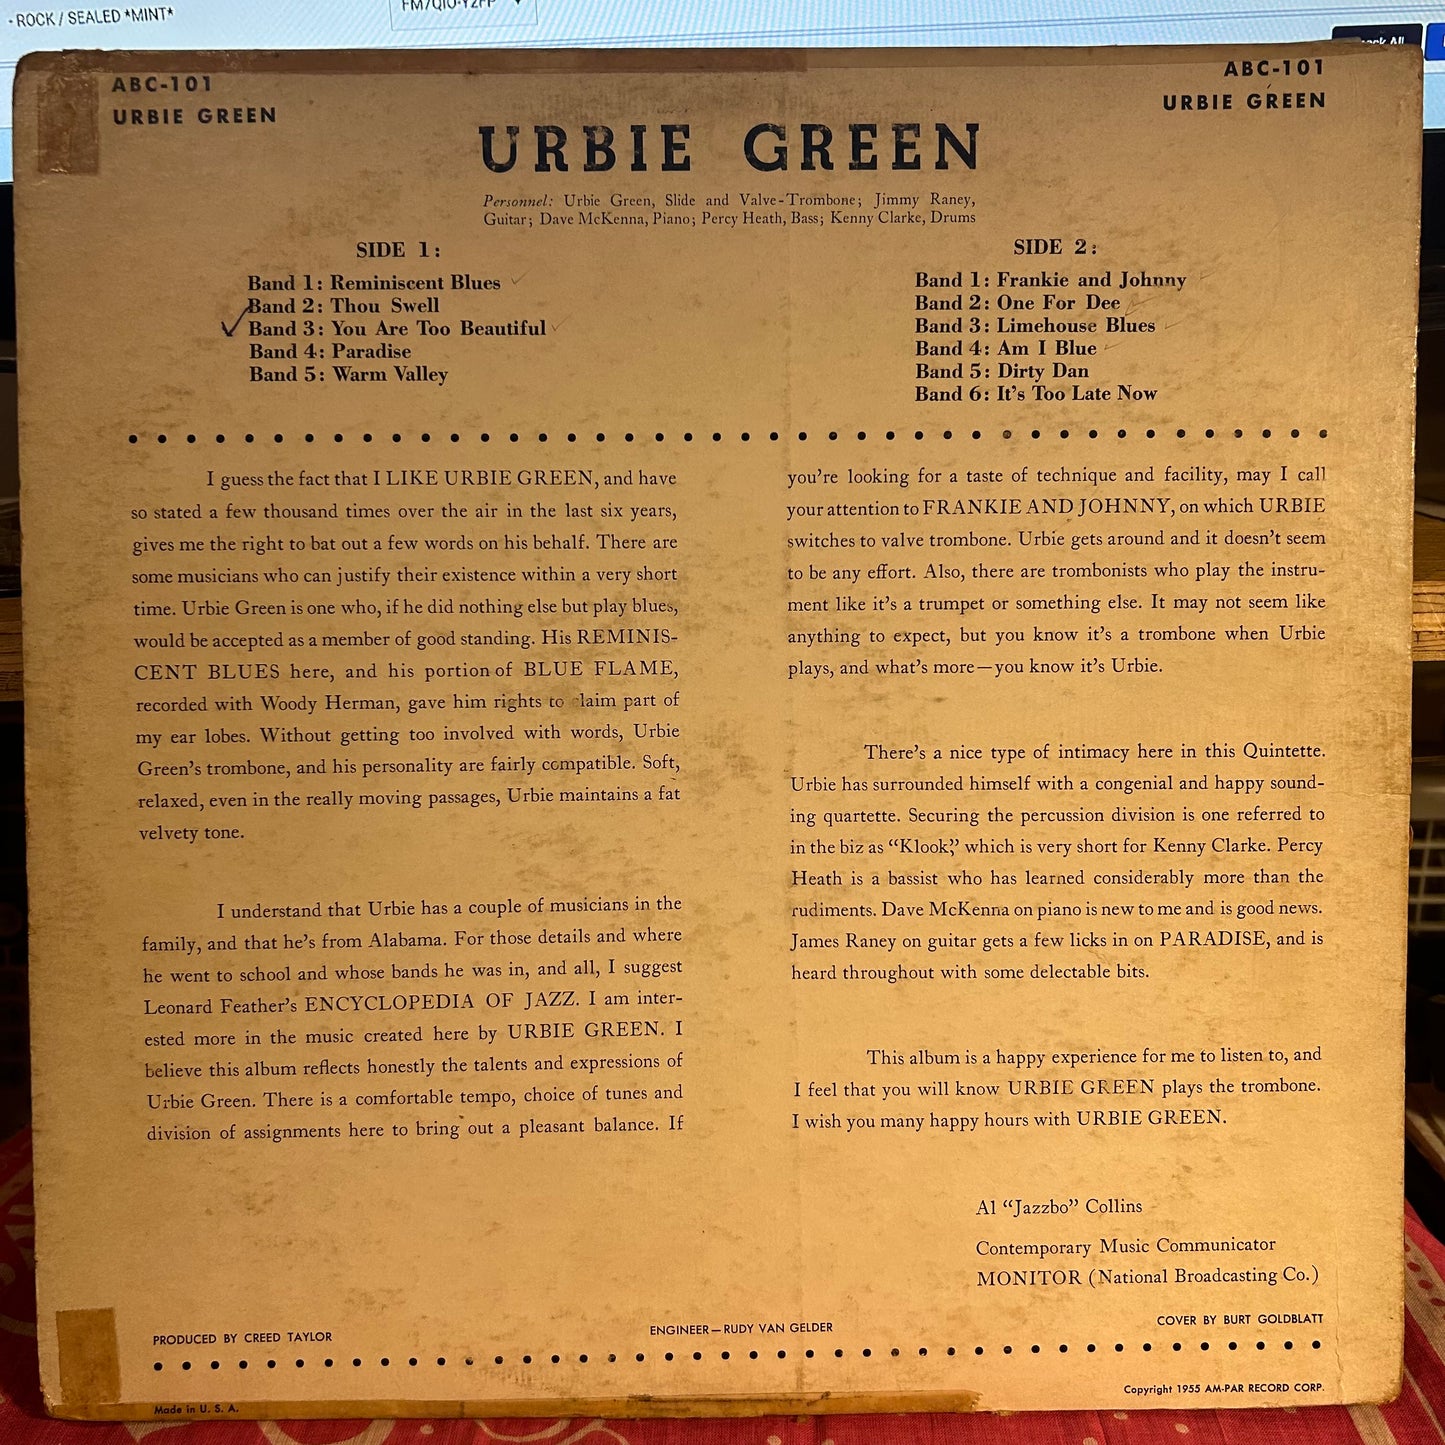 - ROCK / SEALED *MINT*
ABC-101
URBIE GREEN
ABC-101
URBIE GREEN
URBIE GREEN
Personnel: Urbie Green, Slide and Valve-Trombone; Jimmy Raney,
Guitar; Dave McKenna, Piano; Percy Heath, Bass; Kenny Clarke, Drums
SIDE 1:
Band 1: Reminiscent Blues
Band 2: Thou Swell
Band 3: You Are Too Beautiful
Band 4: Paradise
Band 5: Warm Valley
SIDE 2:
Band 1: Frankie and Johnny
Band 2: One For Dee
Band 3: Limehouse Blues
Band 4: Am I Blue
Band 5: Dirty Dan
Band 6: It's Too Late Now
I guess the fact that I LIKE URBIE GREEN, and have
so stated a few thousand times over the air in the last six years,
gives me the right to bat out a few words on his behalf. There are
some musicians who can justify their existence within a very short
time. Urbie Green is one who, if he did nothing else but play blues,
would be accepted as a member of good standing. His REMINIS-
CENT BLUES here, and his portion of BLUE FLAME,
recorded with Woody Herman, gave him rights to claim part of
my ear lobes. Without getting too involved with words, Urbie
Green's trombone, and his personality are fairly compatible. Soft,
relaxed, even in the really moving passages, Urbie maintains a fat
velvety tone.
I understand that Urbie has a couple of musicians in the
family, and that he's from Alabama. For those details and where
he went to school and whose bands he was in, and all, I suggest
Leonard Feather's ENCYCLOPEDIA OF JAZZ. I am inter-
ested more in the music created here by URBIE GREEN. I
believe this album reflects honestly the talents and expressions of
Urbie Green. There is a comfortable tempo, choice of tunes and
division of assignments here to bring out a pleasant balance. If
you're looking for a taste of technique and facility, may I call
your attention to FRANKIE AND JOHNNY, on which URBIE
switches to valve trombone. Urbie gets around and it doesn't seem
to be any effort. Also, there are trombonists who play the instru-
ment like it's a trumpet or something else. It may not seem like
anything to expect, but you know it's a trombone when Urbie
plays, and what's more—you know it's Urbie.
There's a nice type of intimacy here in this Quintette.
Urbie has surrounded himself with a congenial and happy sound-
ing quartette. Securing the percussion division is one referred to
in the biz as "Klook," which is very short for Kenny Clarke. Percy
Heath is a bassist who has learned considerably more than the
rudiments. Dave McKenna on piano is new to me and is good news.
James Raney on guitar gets a few licks in on PARADISE, and is
heard throughout with some delectable bits.
This album is a happy experience for me to listen to, and
I feel that you will know URBIE GREEN plays the trombone.
I wish you many happy hours with URBIE GREEN.
Al "Jazzbo" Collins
Contemporary Music Communicator
MONITOR (National Broadcasting Co.)
PRODUCED BY CREED TAYLOR
ENGINEER—RUDY VAN GELDER
COVER BY BURT GOLDBLATT
Made in U. S. A.
Copyright 1955 AM-PAR RECORD CORP.